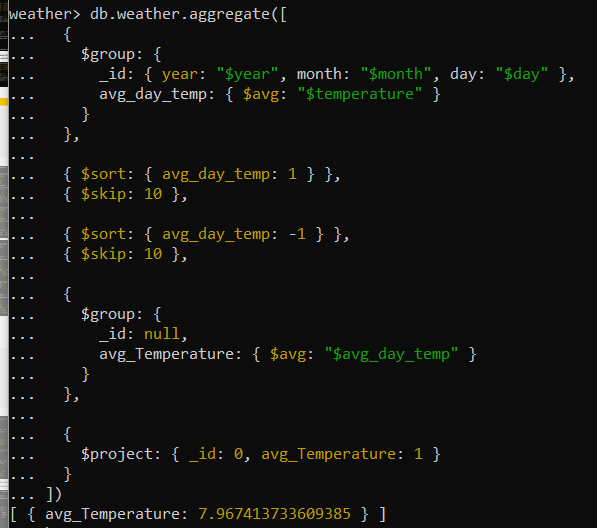 weather> db.weather.aggregate([
...   {
...     $group: {
...       _id: { year: "$year", month: "$month", day: "$day" },
...       avg_day_temp: { $avg: "$temperature" }
...     }
...   },
...
...   { $sort: { avg_day_temp: 1 } },
...   { $skip: 10 },
...
...   { $sort: { avg_day_temp: -1 } },
...   { $skip: 10 },
...
...   {
...     $group: {
...       _id: null,
...       avg_Temperature: { $avg: "$avg_day_temp" }
...     }
...   },
...
...   {
...     $project: { _id: 0, avg_Temperature: 1 }
...   }
... ])
[ { avg_Temperature: 7.967413733609385 } ]